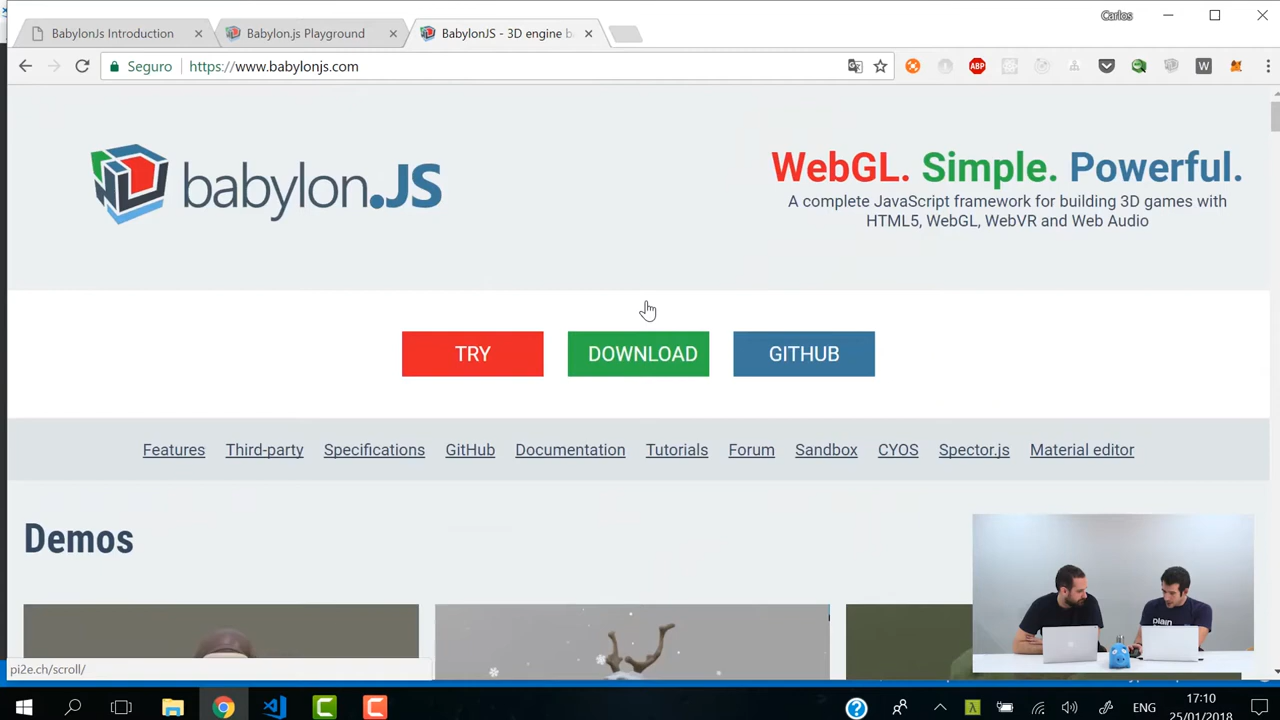 Carlos
BabylonJs Introduction
Babylon.js Playground
BabylonJS - 3D engine b
Seguro
https://www.babylonjs.com
ABP
W
babylon.JS
WebGL. Simple. Powerful.
A complete JavaScript framework for building 3D games with
HTML5, WebGL, WebVR and Web Audio
TRY
DOWNLOAD
GITHUB
Features
Third-party
Specifications
GitHub
Documentation
Tutorials
Forum
Sandbox
CYOS
Spector.js
Material editor
Demos
plain
pi2e.ch/scroll/
ENG
17:10
25/01/2018